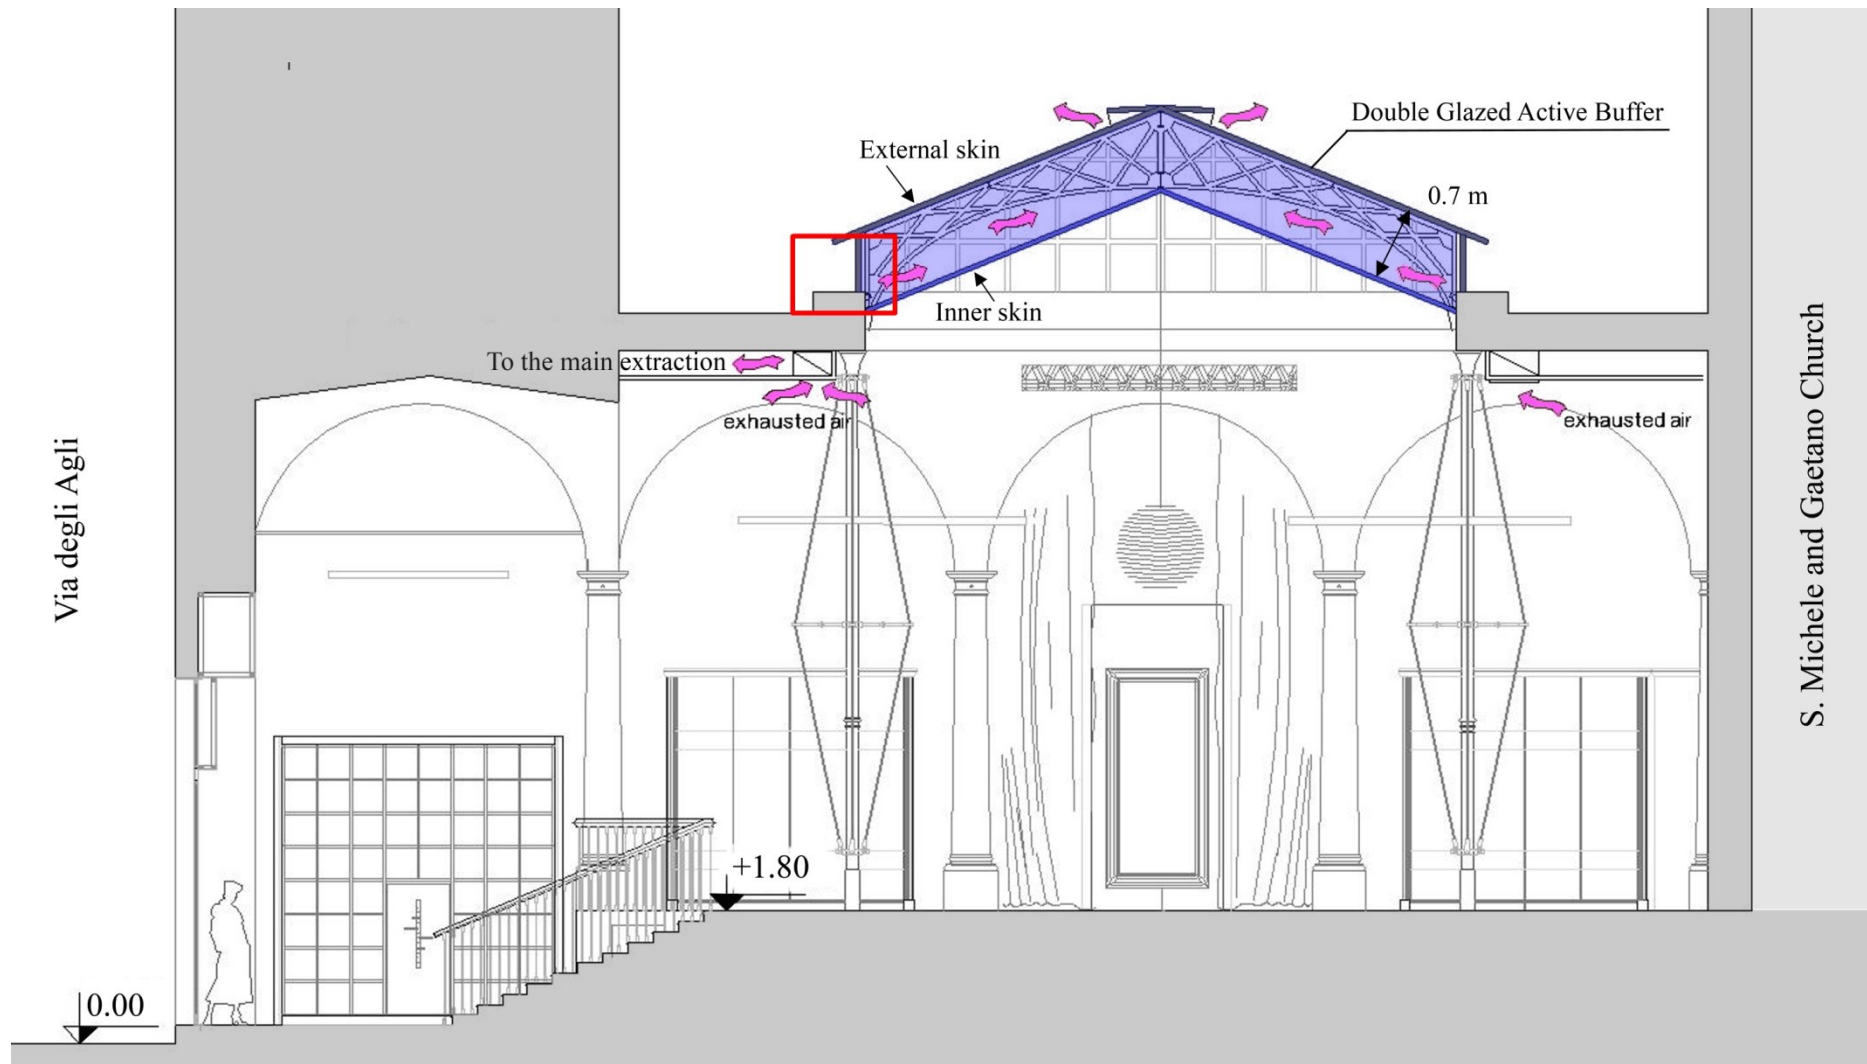 Double Glazed Active Buffer
External skin
0.7 m
Inner skin
To the main extraction
exhausted air
exhausted air
Via degli Agli
S. Michele and Gaetano Church
+1.80
0.00